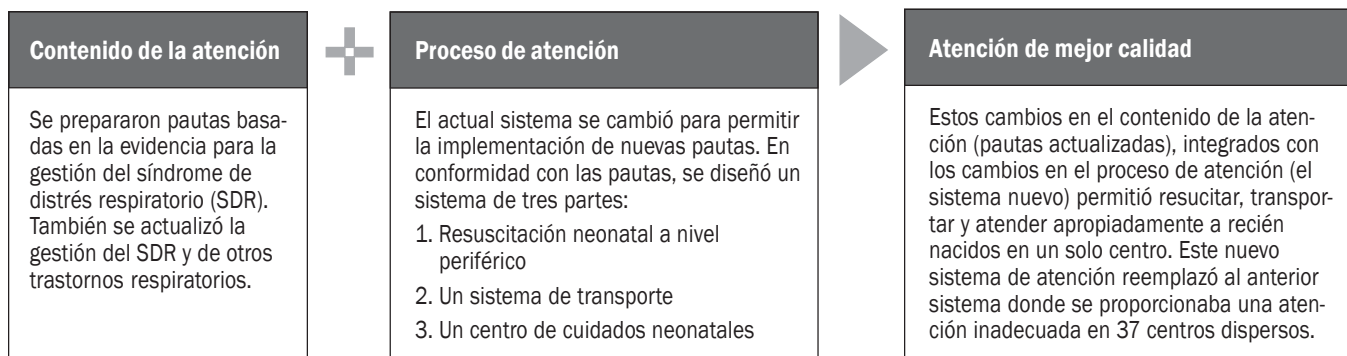 Contenido de la atención
Se prepararon pautas basa-
das en la evidencia para la
gestión del síndrome de
distrés respiratorio (SDR).
También se actualizó la
gestión del SDR y de otros
trastornos respiratorios.
Proceso de atención
El actual sistema se cambió para permitir
la implementación de nuevas pautas. En
conformidad con las pautas, se diseñó un
sistema de tres partes:
1. Resuscitación neonatal a nivel
periférico
2. Un sistema de transporte
3. Un centro de cuidados neonatales
Atención de mejor calidad
Estos cambios en el contenido de la aten-
ción (pautas actualizadas), integrados con
los cambios en el proceso de atención (el
sistema nuevo) permitió resucitar, transpor-
tar y atender apropiadamente a recién
nacidos en un solo centro. Este nuevo
sistema de atención reemplazó al anterior
sistema donde se proporcionaba una aten-
ción inadecuada en 37 centros dispersos.